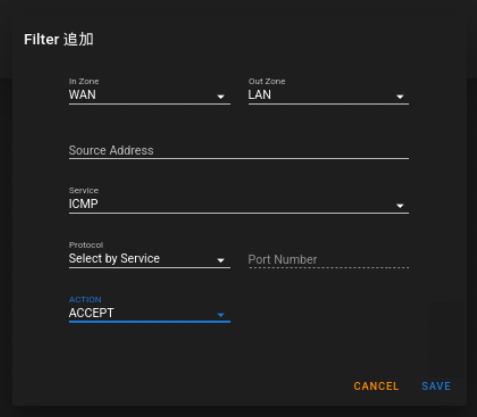 Filter 追加
In Zone
Out Zone
WAN
LAN
Source Address
Service
ICMP
Protocol
Select by Service
Port Number
ACTION
ACCEPT
CANCEL
SAVE